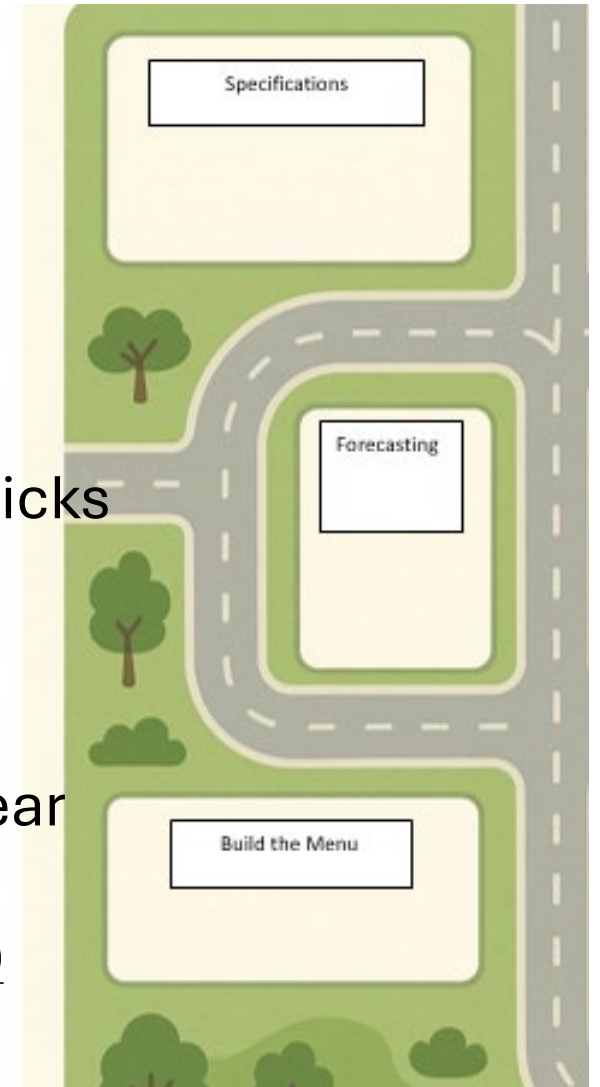 Specifications
Forecasting
icks
ear
Build the Menu
)